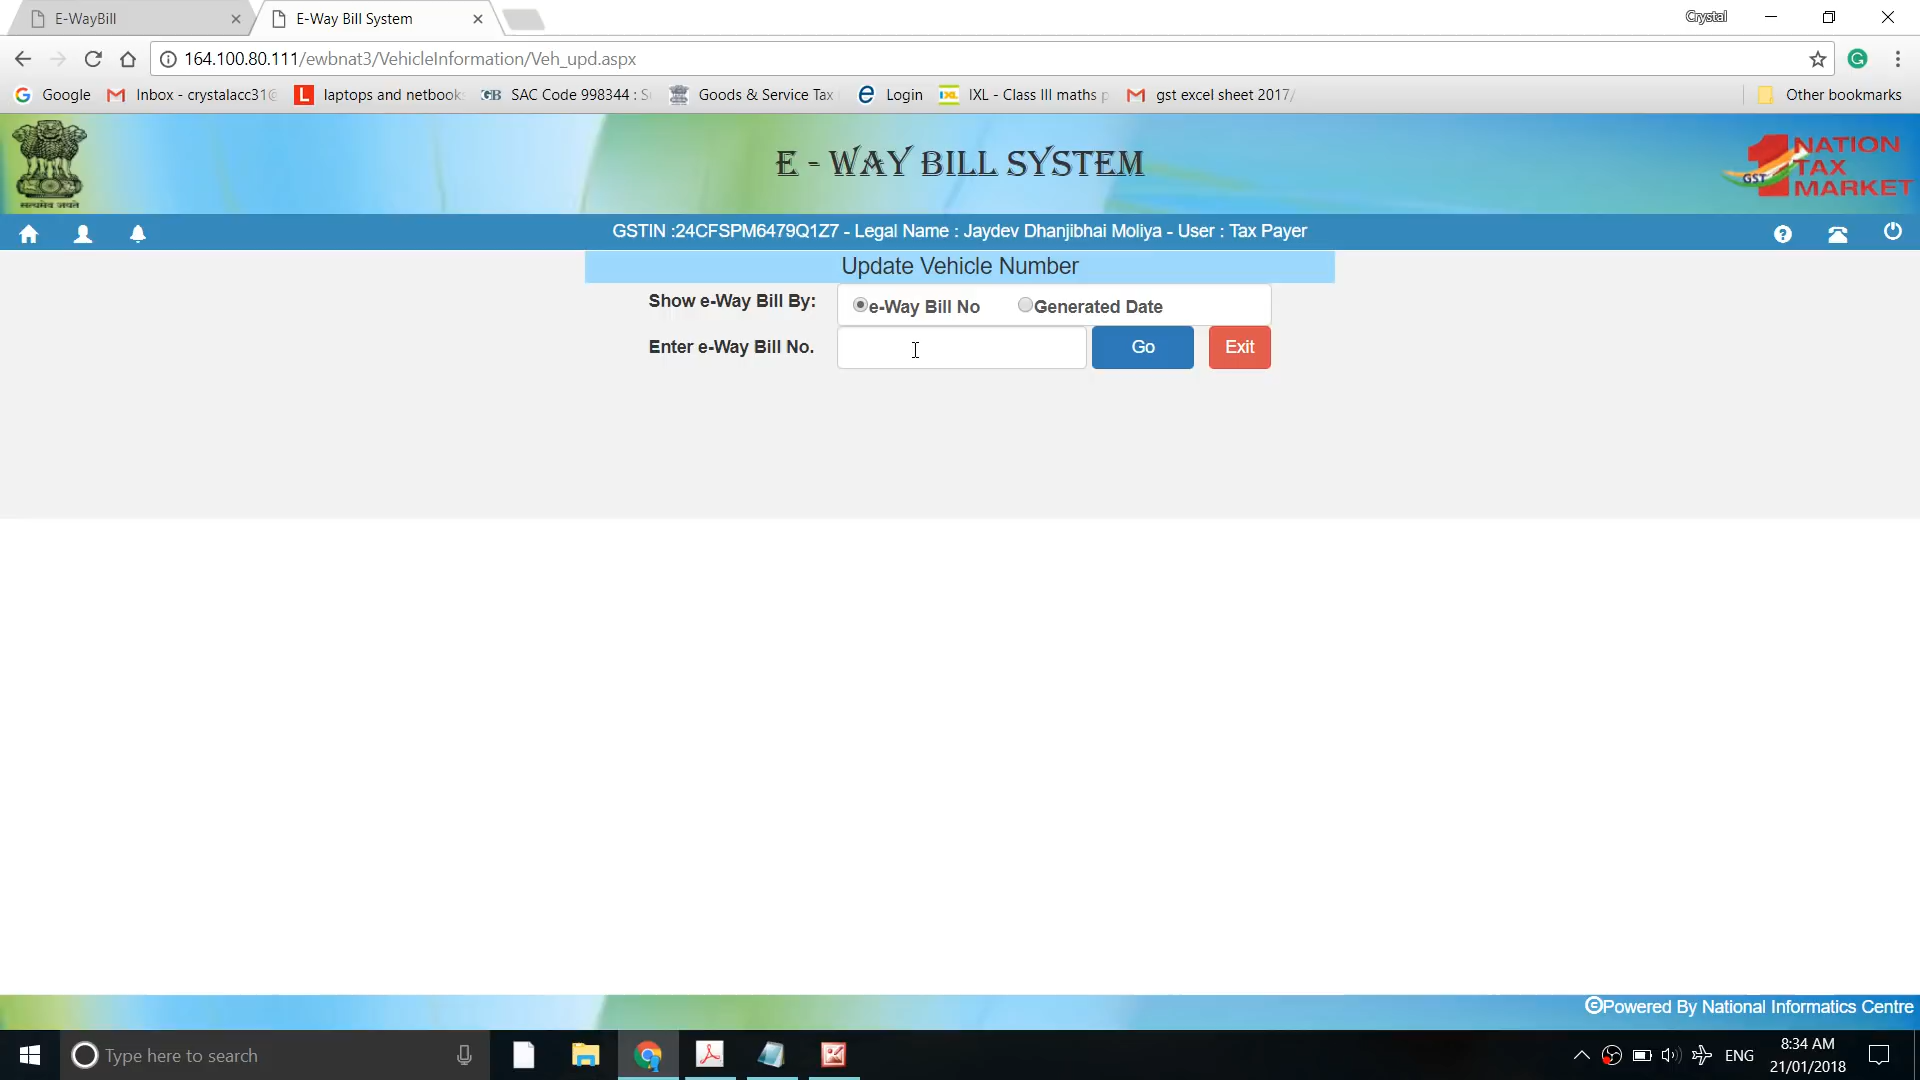 E-WayBill
E-Way Bill System
Crystal
164.100.80.111/ewbnat3/VehicleInformation/Veh_upd.aspx
Google
Inbox - crystalacc31@
laptops and netbook
SAC Code 998344 : S
Goods & Service Tax
Login
IXL - Class III maths p
gst excel sheet 2017/
Other bookmarks
सत्यमेव जयते
E - WAY BILL SYSTEM
GST 1 NATION
TAX
MARKET
GSTIN :24CFSPM6479Q1Z7 - Legal Name : Jaydev Dhanjibhai Moliya - User : Tax Payer
Update Vehicle Number
Show e-Way Bill By: e-Way Bill No Generated Date
Enter e-Way Bill No. Go Exit
©Powered By National Informatics Centre
Type here to search
ENG
8:34 AM
21/01/2018